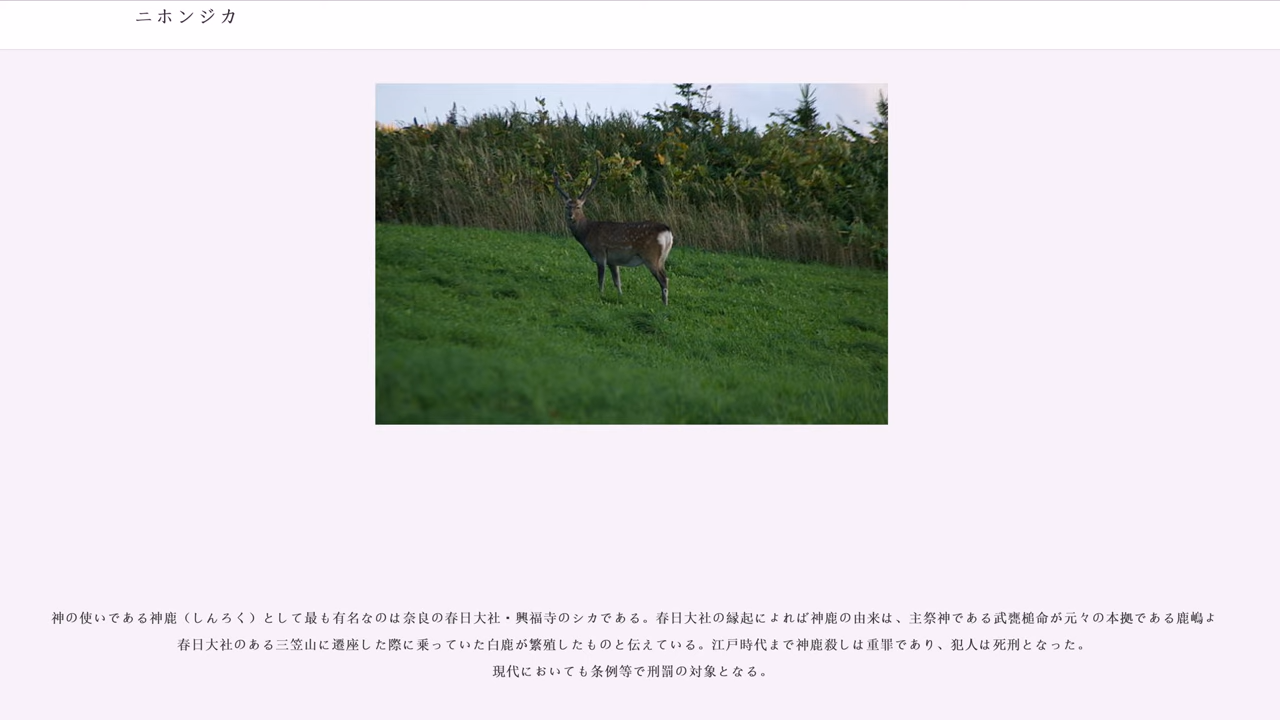 ニホンジカ
神の使いである神鹿（しんろく）として最も有名なのは奈良の春日大社・興福寺のシカである。春日大社の縁起によれば神鹿の由来は、主祭神である武甕槌命が元々の本拠である鹿嶋よ
春日大社のある三笠山に遷座した際に乗っていた白鹿が繁殖したものと伝えている。江戸時代まで神鹿殺しは重罪であり、犯人は死刑となった。
現代においても条例等で刑罰の対象となる。